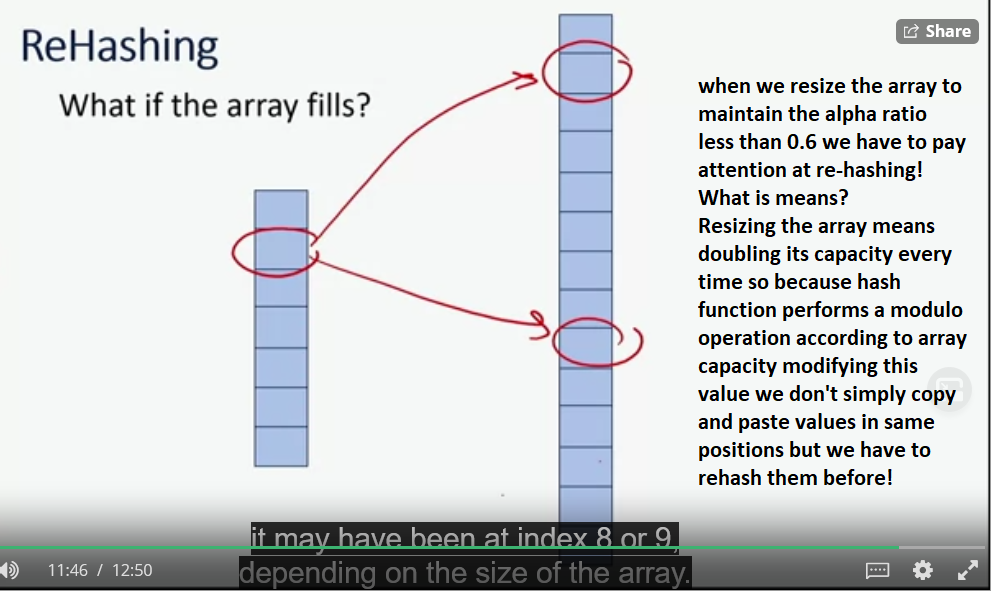 ReHashing
What if the array fills?
Share
when we resize the array to
maintain the alpha ratio
less than 0.6 we have to pay
attention at re-hashing!
What is means?
Resizing the array means
doubling its capacity every
time so because hash
function performs a modulo
operation according to array
capacity modifying this
value we don't simply copy
and paste values in same
positions but we have to
rehash them before!
it may have been at index 8 or 9,
depending on the size of the array.
11:46 / 12:50